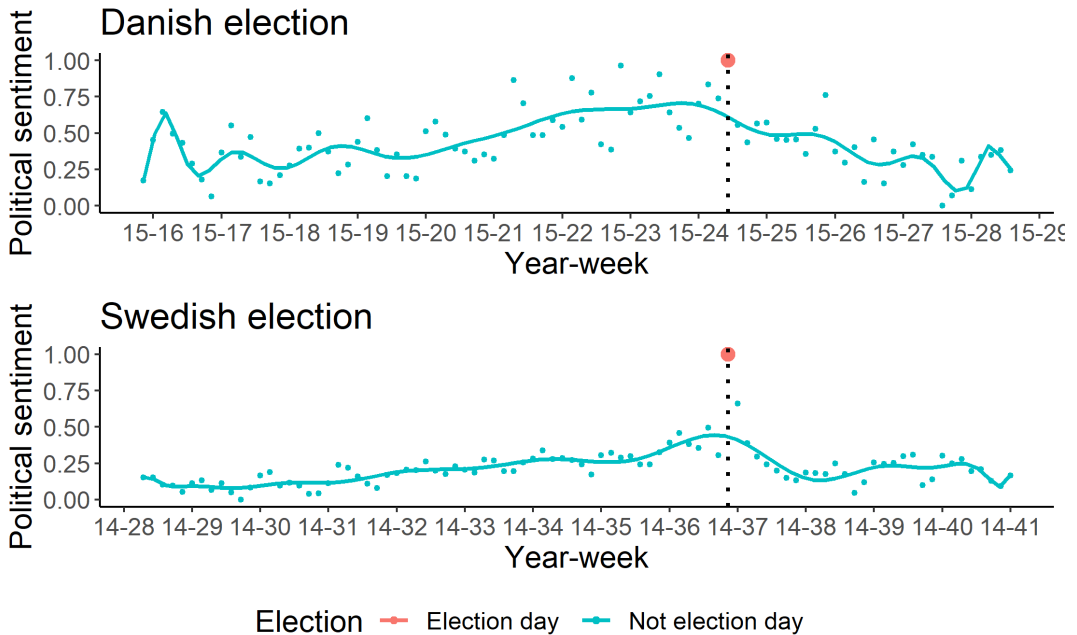 Danish election
Political sentiment
1.00
0.75
0.50
0.25
0.00
15-16 15-17 15-18 15-19 15-20 15-21 15-22 15-23 15-24 15-25 15-26 15-27 15-28 15-29
Year-week
Swedish election
Political sentiment
1.00
0.75
0.50
0.25
0.00
14-28 14-29 14-30 14-31 14-32 14-33 14-34 14-35 14-36 14-37 14-38 14-39 14-40 14-41
Year-week
Election Election day Not election day